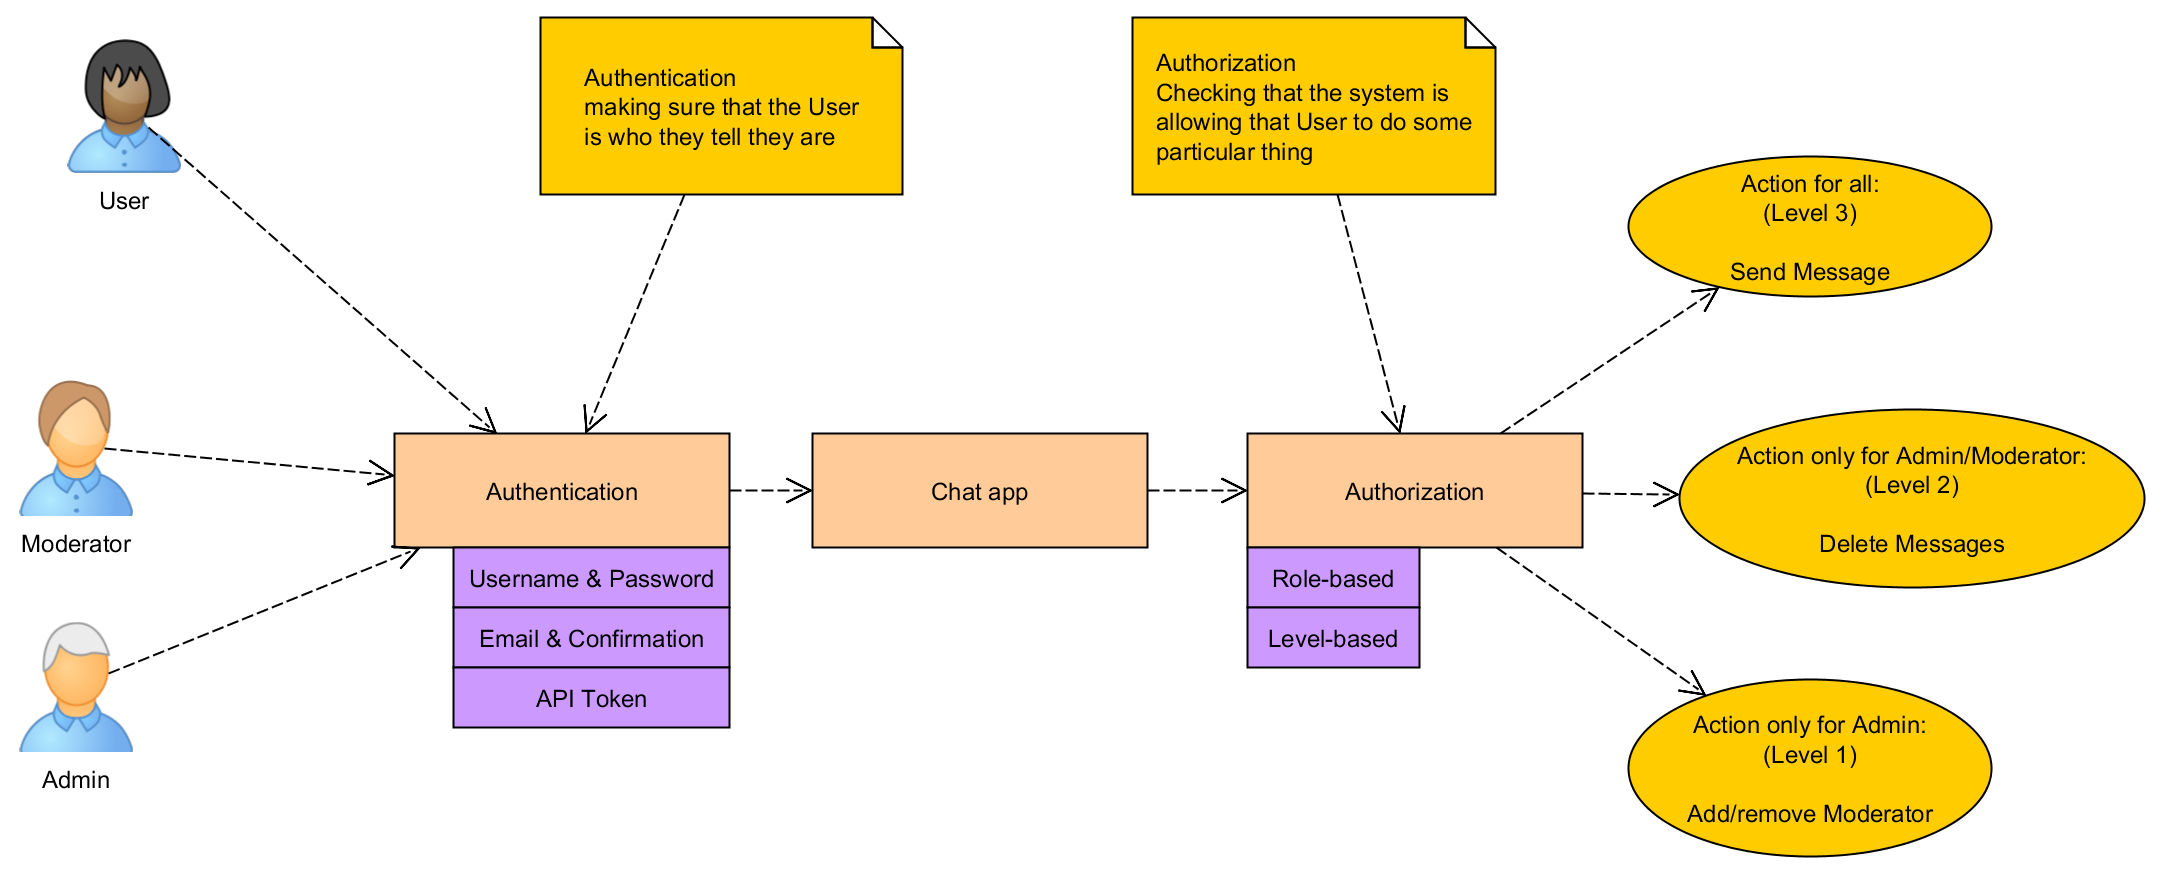 User
Authentication
making sure that the User
is who they tell they are
Authorization
Checking that the system is
allowing that User to do some
particular thing
Action for all:
(Level 3)
Send Message
Moderator
Authentication
Username & Password
Email & Confirmation
API Token
Chat app
Authorization
Role-based
Level-based
Action only for Admin/Moderator:
(Level 2)
Delete Messages
Admin
Action only for Admin:
(Level 1)
Add/remove Moderator